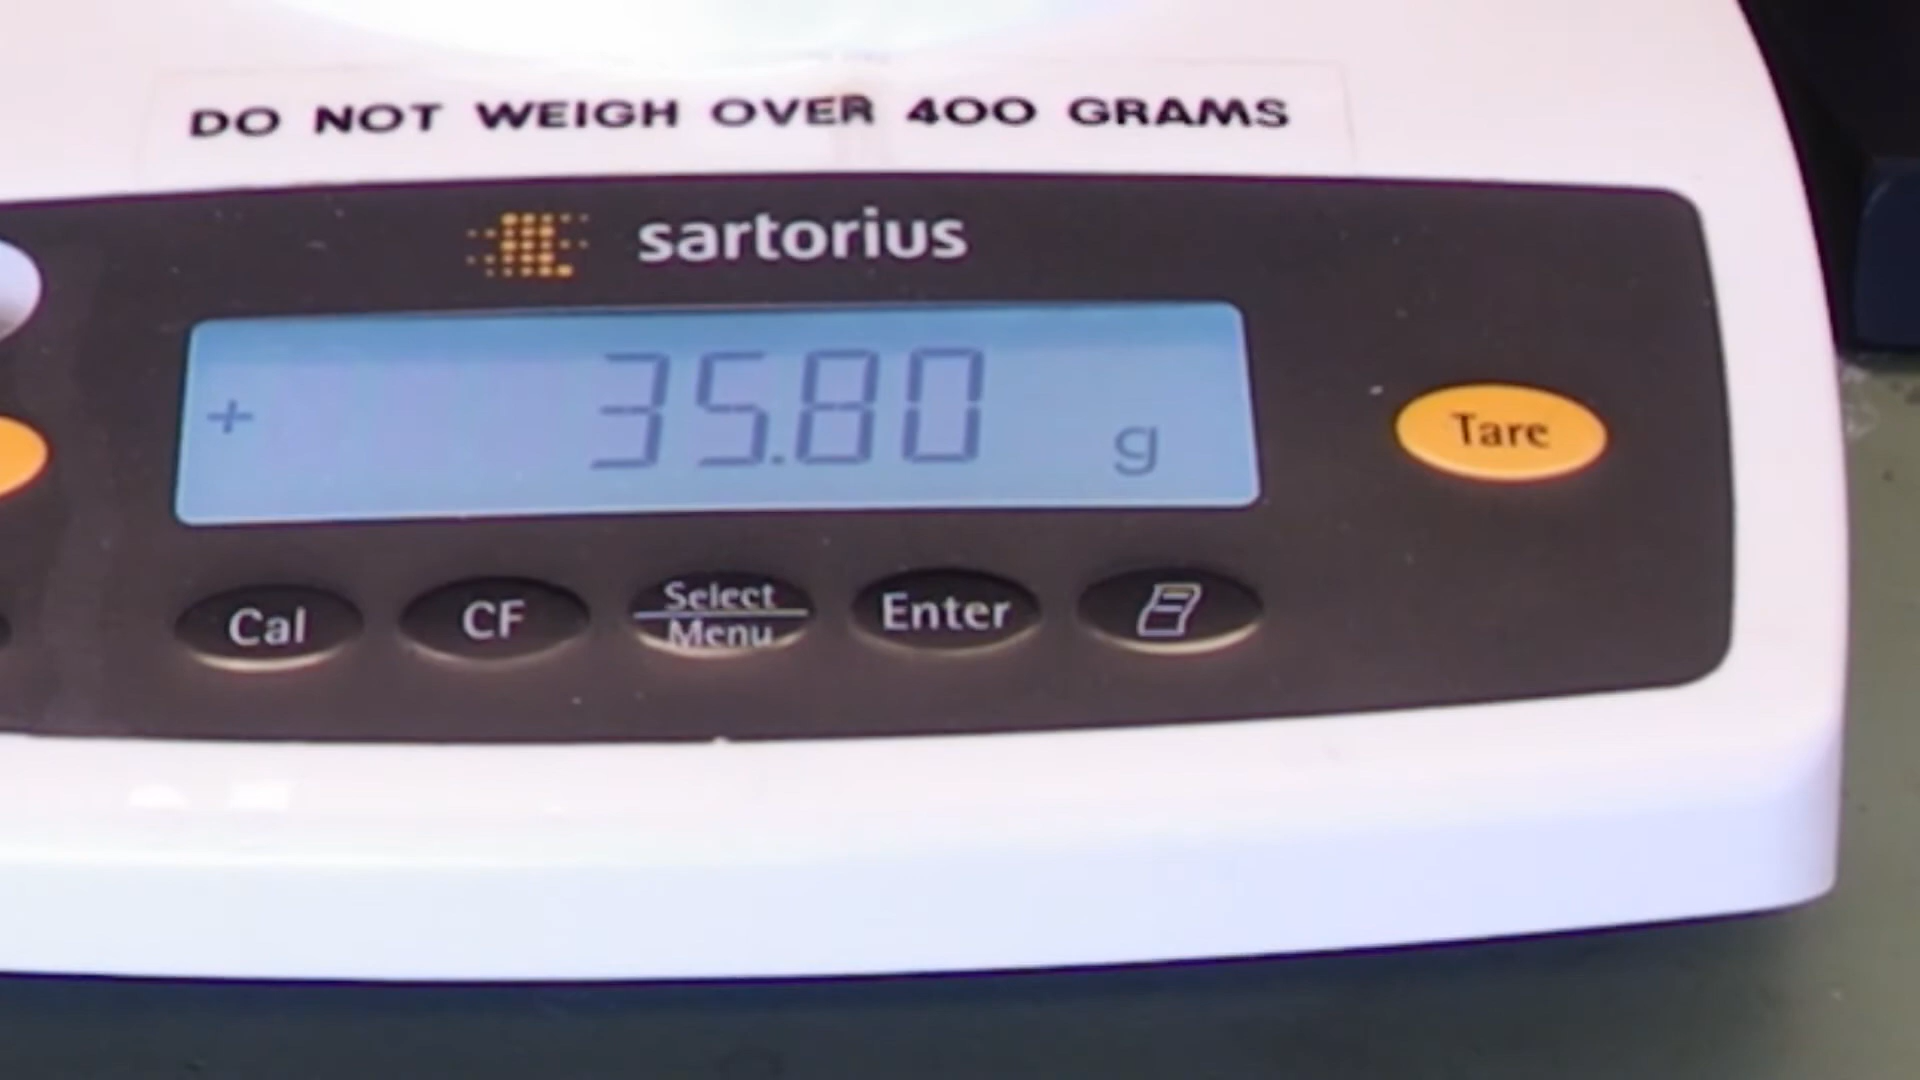 DO NOT WEIGH OVER 400 GRAMS
sartorius
+ 35.80 g
Tare
Cal
CF
Select
Menu
Enter